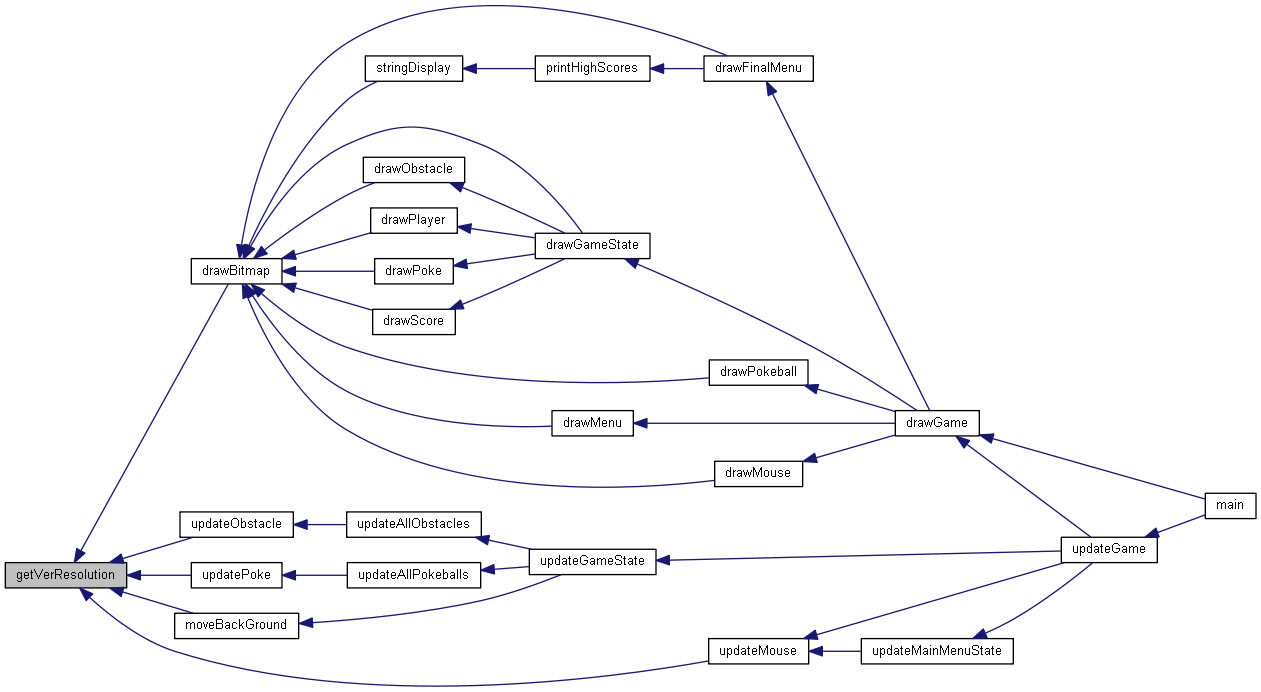 stringDisplay
printHighScores
drawFinalMenu
drawObstacle
drawPlayer
drawGameState
drawBitmap
drawPoke
drawScore
drawPokeball
drawMenu
drawGame
drawMouse
main
updateObstacle
updateAllObstacles
updateGame
updateGameState
getVerResolution
updatePoke
updateAllPokeballs
moveBackGround
updateMouse
updateMainMenuState